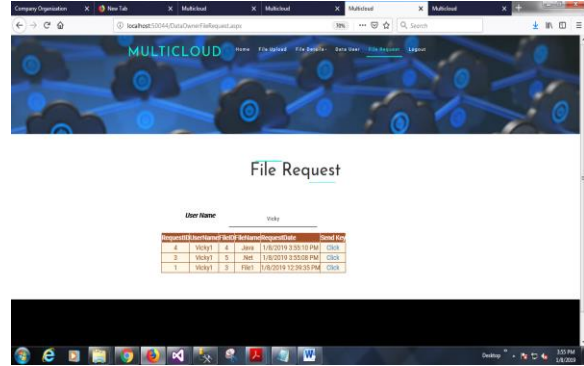 Company Organization New Tab Multicloud Multicloud Multicloud Multicloud
localhost:50044/DataOwnerFileRequest.aspx 70% Search
MULTICLOUD Home File Upload File Details Data User File Request Logout
File Request
User Name Vicky
RequestID UserName FileID FileName RequestDate Send Key
4 Vicky1 4 Java 1/8/2019 3:55:10 PM Click
3 Vicky1 5 .Net 1/8/2019 3:55:08 PM Click
1 Vicky1 3 File1 1/8/2019 12:39:35 PM Click
Desktop 3:55 PM
1/8/2019